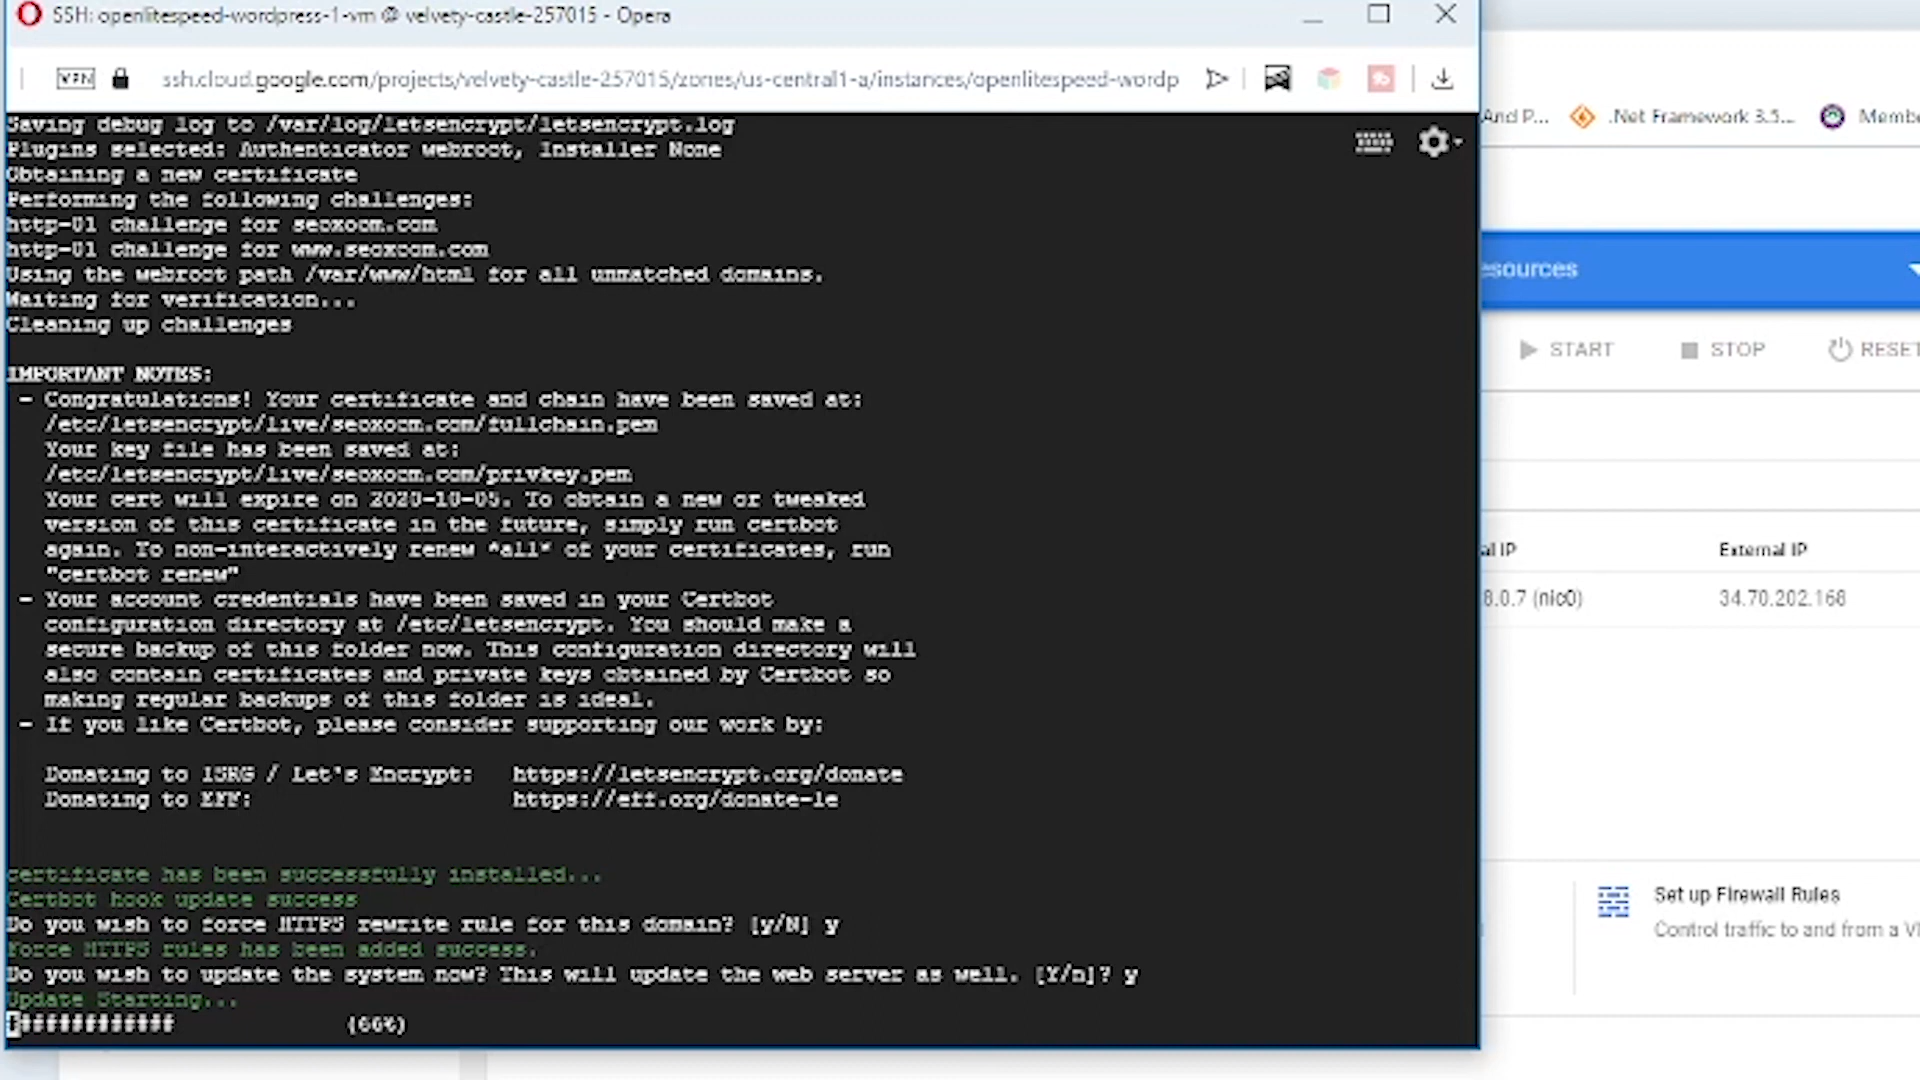 SSH: openlitespeed-wordpress-1-vm @ velvety-castle-257015 - Opera
VPN
ssh.cloud.google.com/projects/velvety-castle-257015/zones/us-central1-a/instances/openlitespeed-wordp
Saving debug log to /var/log/letsencrypt/letsencrypt.log
Plugins selected: Authenticator webroot, Installer None
Obtaining a new certificate
Performing the following challenges:
http-01 challenge for seoxocm.com
http-01 challenge for www.seoxocm.com
Using the webroot path /var/www/html for all unmatched domains.
Waiting for verification...
Cleaning up challenges
IMPORTANT NOTES:
- Congratulations! Your certificate and chain have been saved at:
/etc/letsencrypt/live/seoxocm.com/fullchain.pem
Your key file has been saved at:
/etc/letsencrypt/live/seoxocm.com/privkey.pem
Your cert will expire on 2020-10-05. To obtain a new or tweaked
version of this certificate in the future, simply run certbot
again. To non-interactively renew *all* of your certificates, run
"certbot renew"
- Your account credentials have been saved in your Certbot
configuration directory at /etc/letsencrypt. You should make a
secure backup of this folder now. This configuration directory will
also contain certificates and private keys obtained by Certbot so
making regular backups of this folder is ideal.
- If you like Certbot, please consider supporting our work by:
Donating to ISRG / Let's Encrypt: https://letsencrypt.org/donate
Donating to EFF: https://eff.org/donate-le
certificate has been successfully installed...
Certbot hook update success
Do you wish to force HTTPS rewrite rule for this domain? [y/N] y
Force HTTPS rules has been added success.
Do you wish to update the system now? This will update the web server as well. [Y/n]? y
Update Starting...
############# (66%)
And P...
.Net Framework 3.5...
Membe
esources
START
STOP
RESET
al IP
External IP
8.0.7 (nic0)
34.70.202.168
Set up Firewall Rules
Control traffic to and from a V